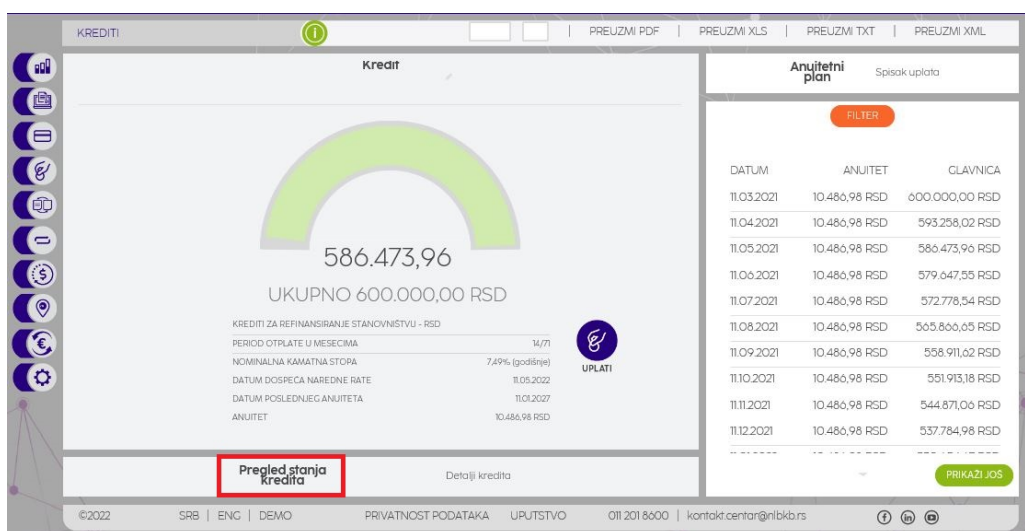 KREDITI
PREUZMI PDF | PREUZMI XLS | PREUZMI TXT | PREUZMI XML
Kredit
586.473,96
UKUPNO 600.000,00 RSD
KREDITI ZA REFINANSIRANJE STANOVNIŠTVU - RSD
PERIOD OTPLATE U MESECIMA 14/71
NOMINALNA KAMATNA STOPA 7,49% (godišnje)
DATUM DOSPEĆA NAREDNE RATE 11.05.2022
DATUM POSLEDNJEG ANUITETA 11.01.2027
ANUITET 10.486,98 RSD
UPLATI
Pregled stanja
kredita
Detalji kredita
Anuitetni
plan
Spisak uplata
FILTER
DATUM ANUITET GLAVNICA
11.03.2021 10.486,98 RSD 600.000,00 RSD
11.04.2021 10.486,98 RSD 593.258,02 RSD
11.05.2021 10.486,98 RSD 586.473,96 RSD
11.06.2021 10.486,98 RSD 579.647,55 RSD
11.07.2021 10.486,98 RSD 572.778,54 RSD
11.08.2021 10.486,98 RSD 565.866,65 RSD
11.09.2021 10.486,98 RSD 558.911,62 RSD
11.10.2021 10.486,98 RSD 551.913,18 RSD
11.11.2021 10.486,98 RSD 544.871,06 RSD
11.12.2021 10.486,98 RSD 537.784,98 RSD
PRIKAŽI JOŠ
©2022 SRB | ENG | DEMO PRIVATNOST PODATAKA UPUTSTVO 011 201 8600 | kontakt.centar@nlbkb.rs